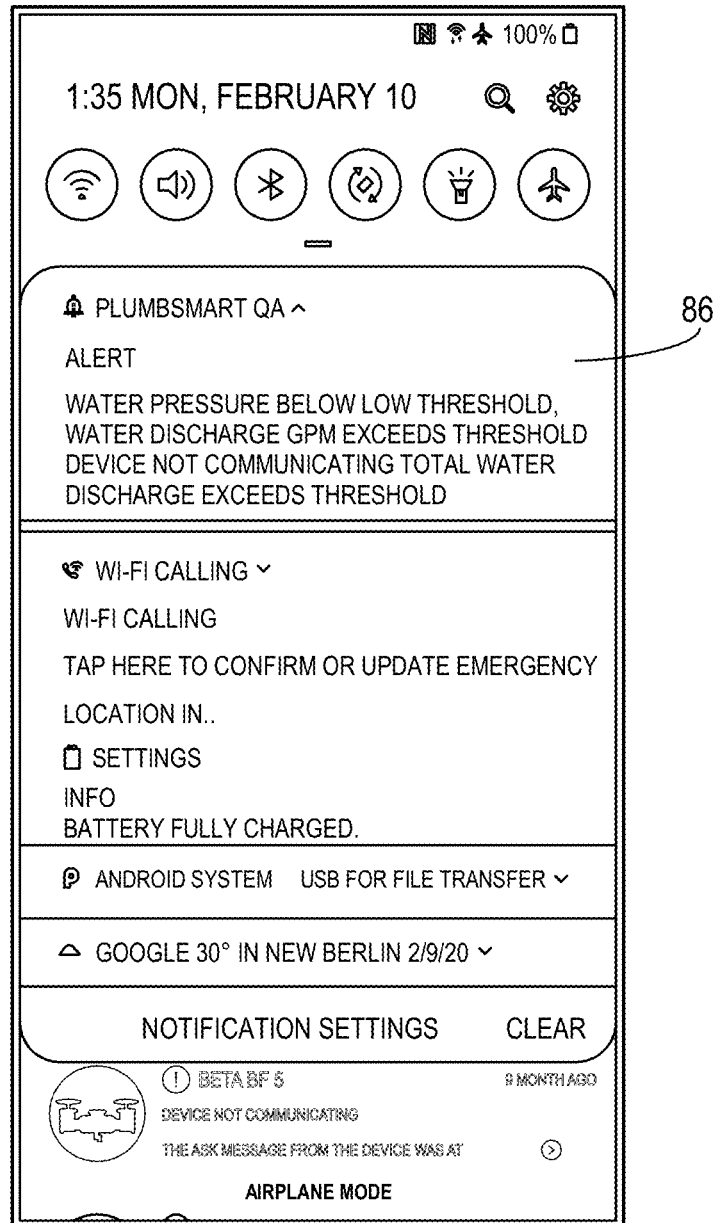 100%
1:35 MON, FEBRUARY 10
PLUMBSMART QA
ALERT
86
WATER PRESSURE BELOW LOW THRESHOLD,
WATER DISCHARGE GPM EXCEEDS THRESHOLD
DEVICE NOT COMMUNICATING TOTAL WATER
DISCHARGE EXCEEDS THRESHOLD
WI-FI CALLING
WI-FI CALLING
TAP HERE TO CONFIRM OR UPDATE EMERGENCY
LOCATION IN..
SETTINGS
INFO
BATTERY FULLY CHARGED.
ANDROID SYSTEM USB FOR FILE TRANSFER
GOOGLE 30° IN NEW BERLIN 2/9/20
NOTIFICATION SETTINGS CLEAR
BETA BF 5 9 MONTH AGO
DEVICE NOT COMMUNICATING
THE ASK MESSAGE FROM THE DEVICE WAS AT
AIRPLANE MODE